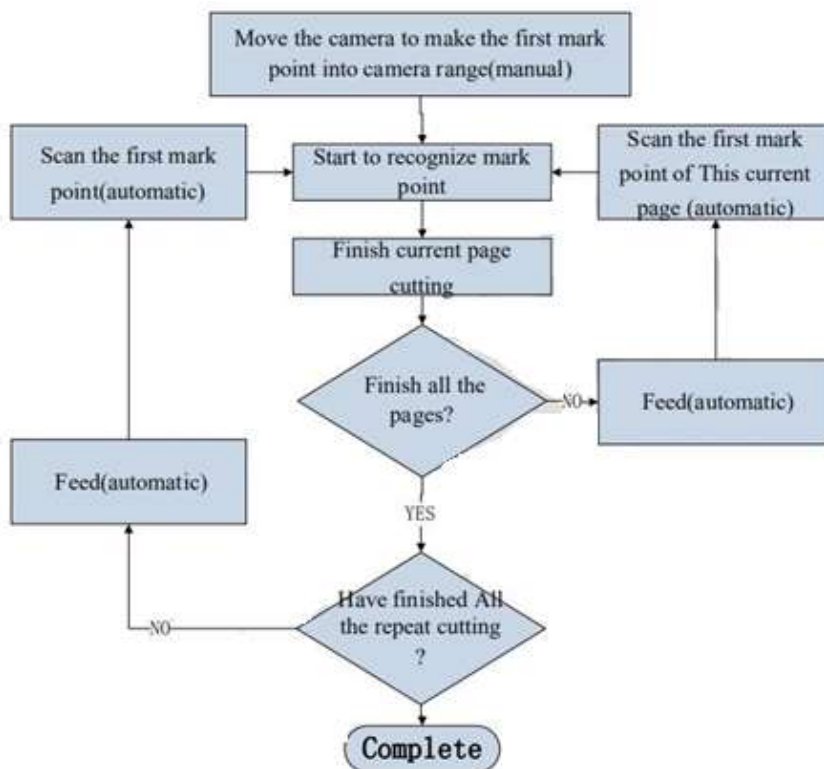 Move the camera to make the first mark
point into camera range(manual)
Scan the first mark
point(automatic)
Start to recognize mark
point
Scan the first mark
point of This current
page (automatic)
Finish current page
cutting
Finish all the
pages?
NO
Feed(automatic)
Feed(automatic)
YES
Have finished All
the repeat cutting
?
NO
Complete